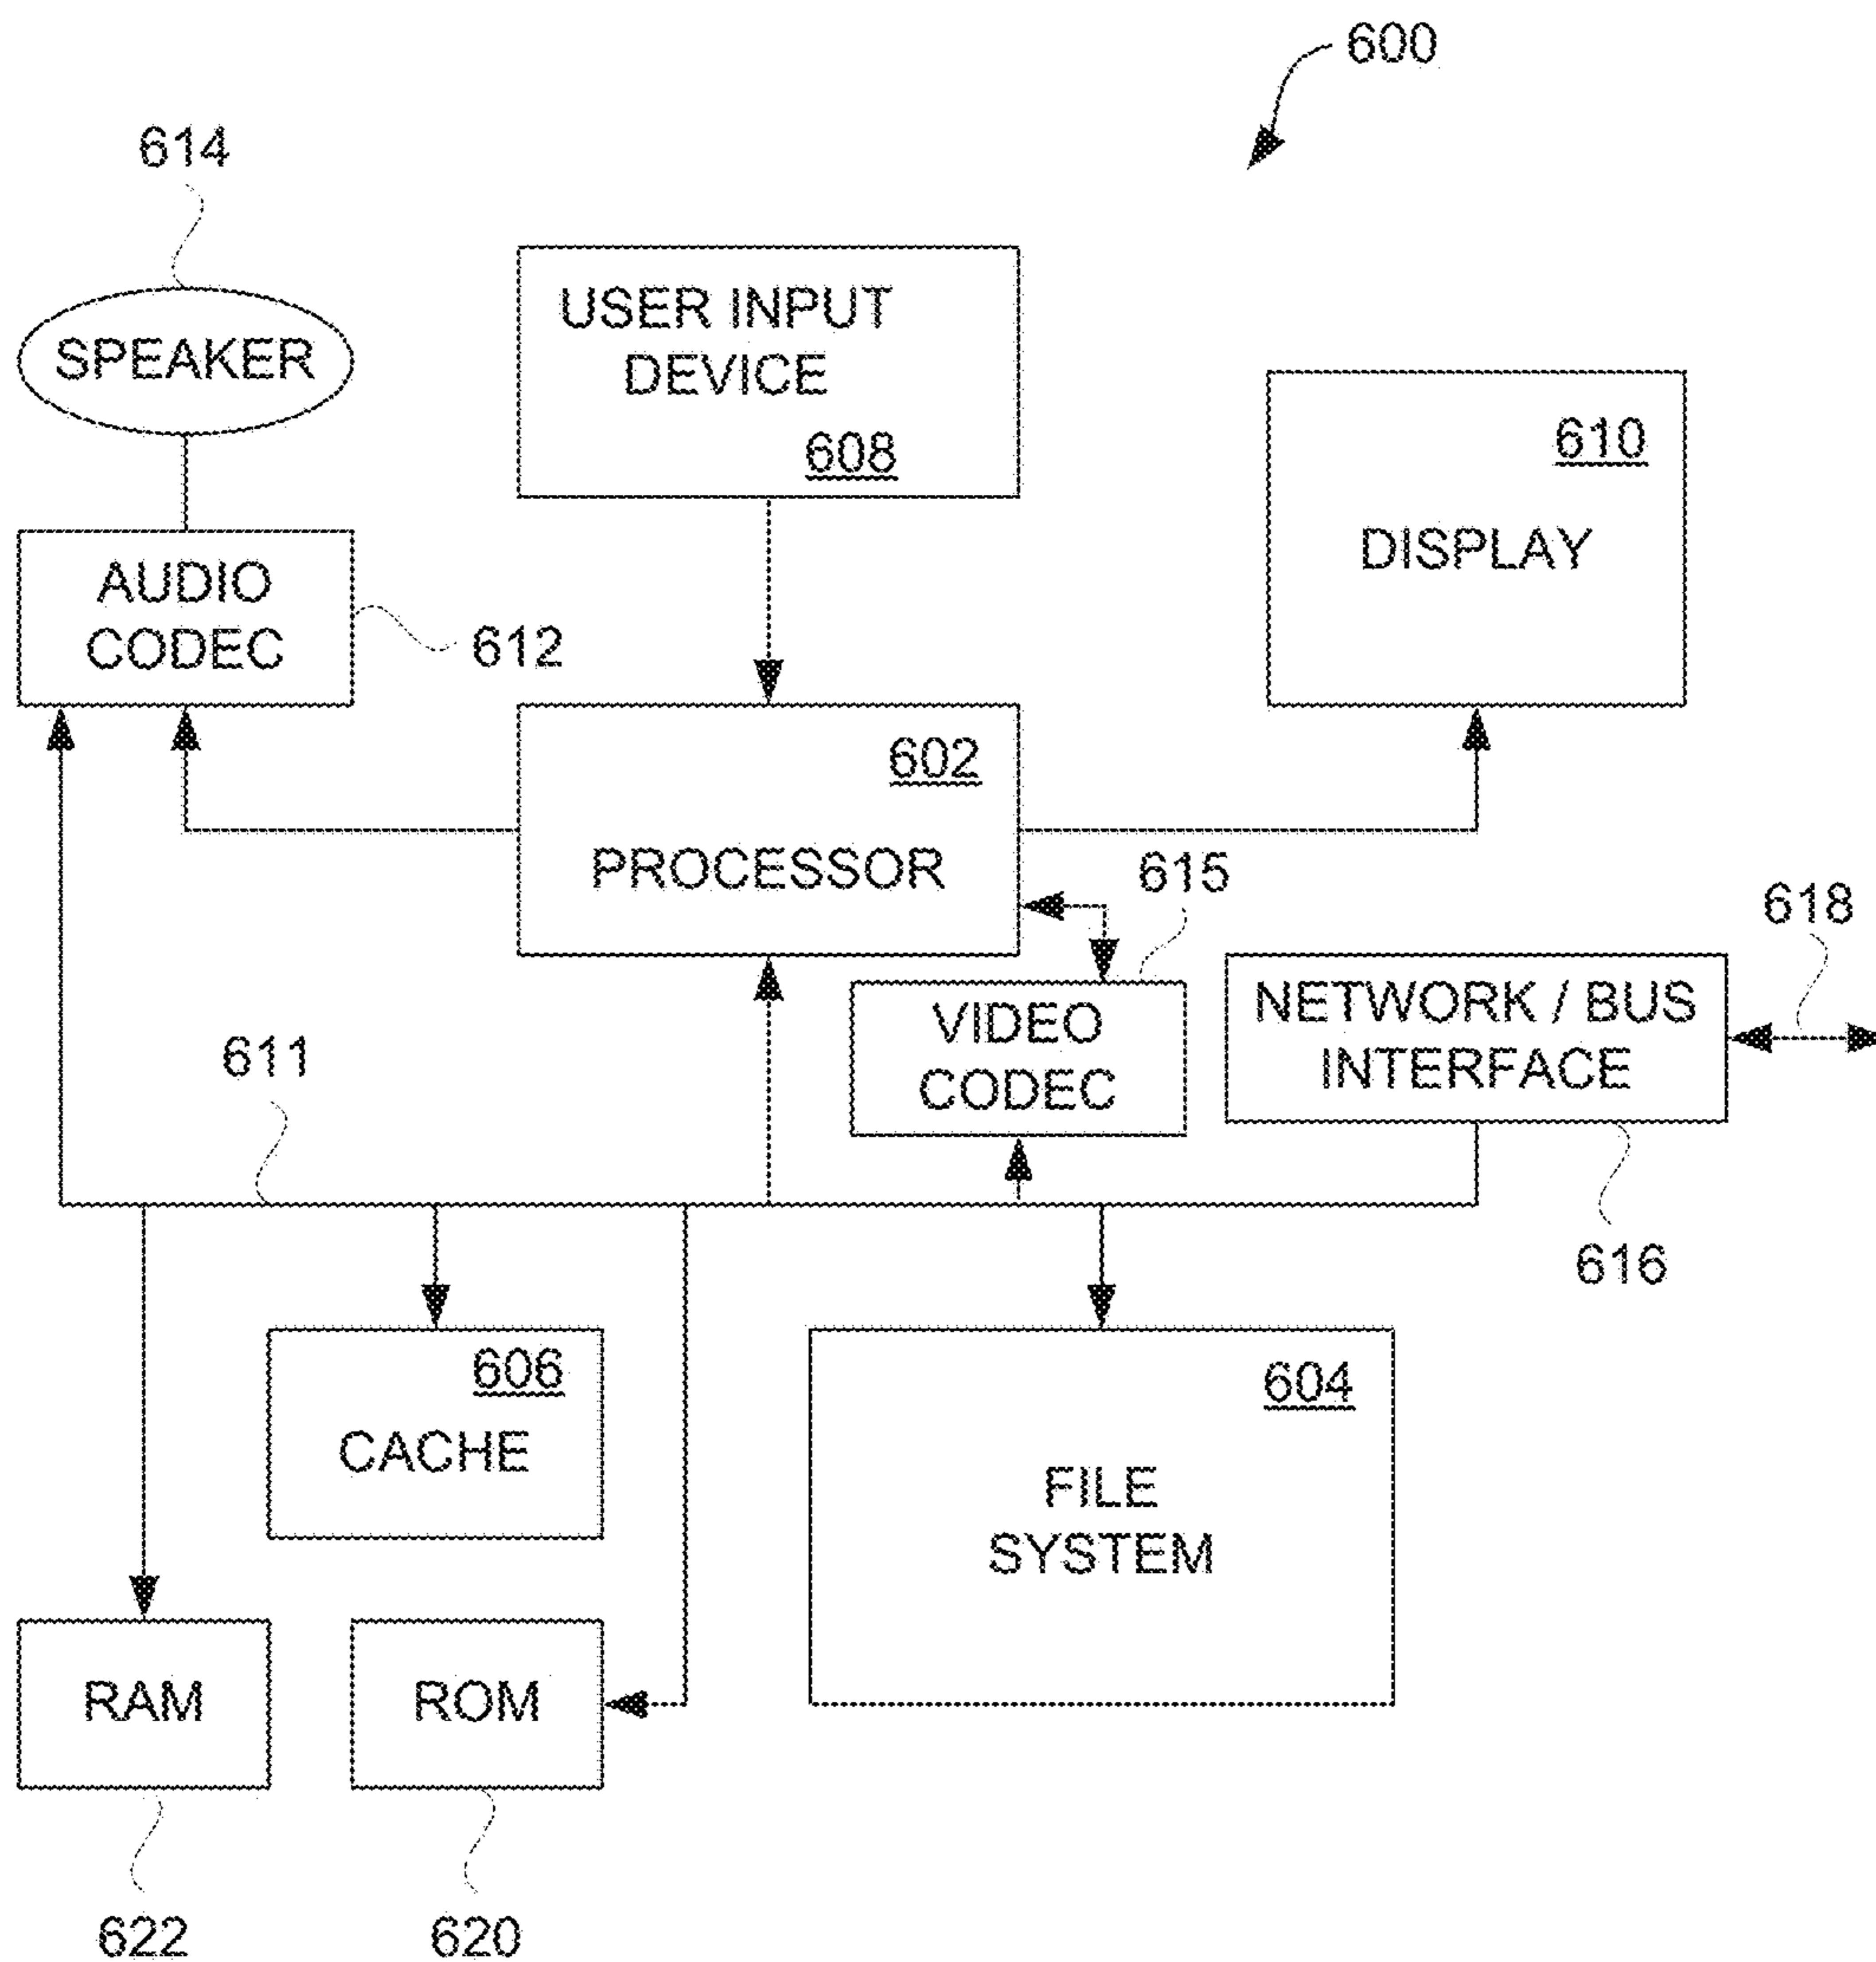 600
614
SPEAKER
USER INPUT
DEVICE
608
610
DISPLAY
AUDIO
CODEC
612
602
PROCESSOR
615
618
VIDEO
CODEC
NETWORK / BUS
INTERFACE
611
616
606
CACHE
604
FILE
SYSTEM
RAM
ROM
622
620